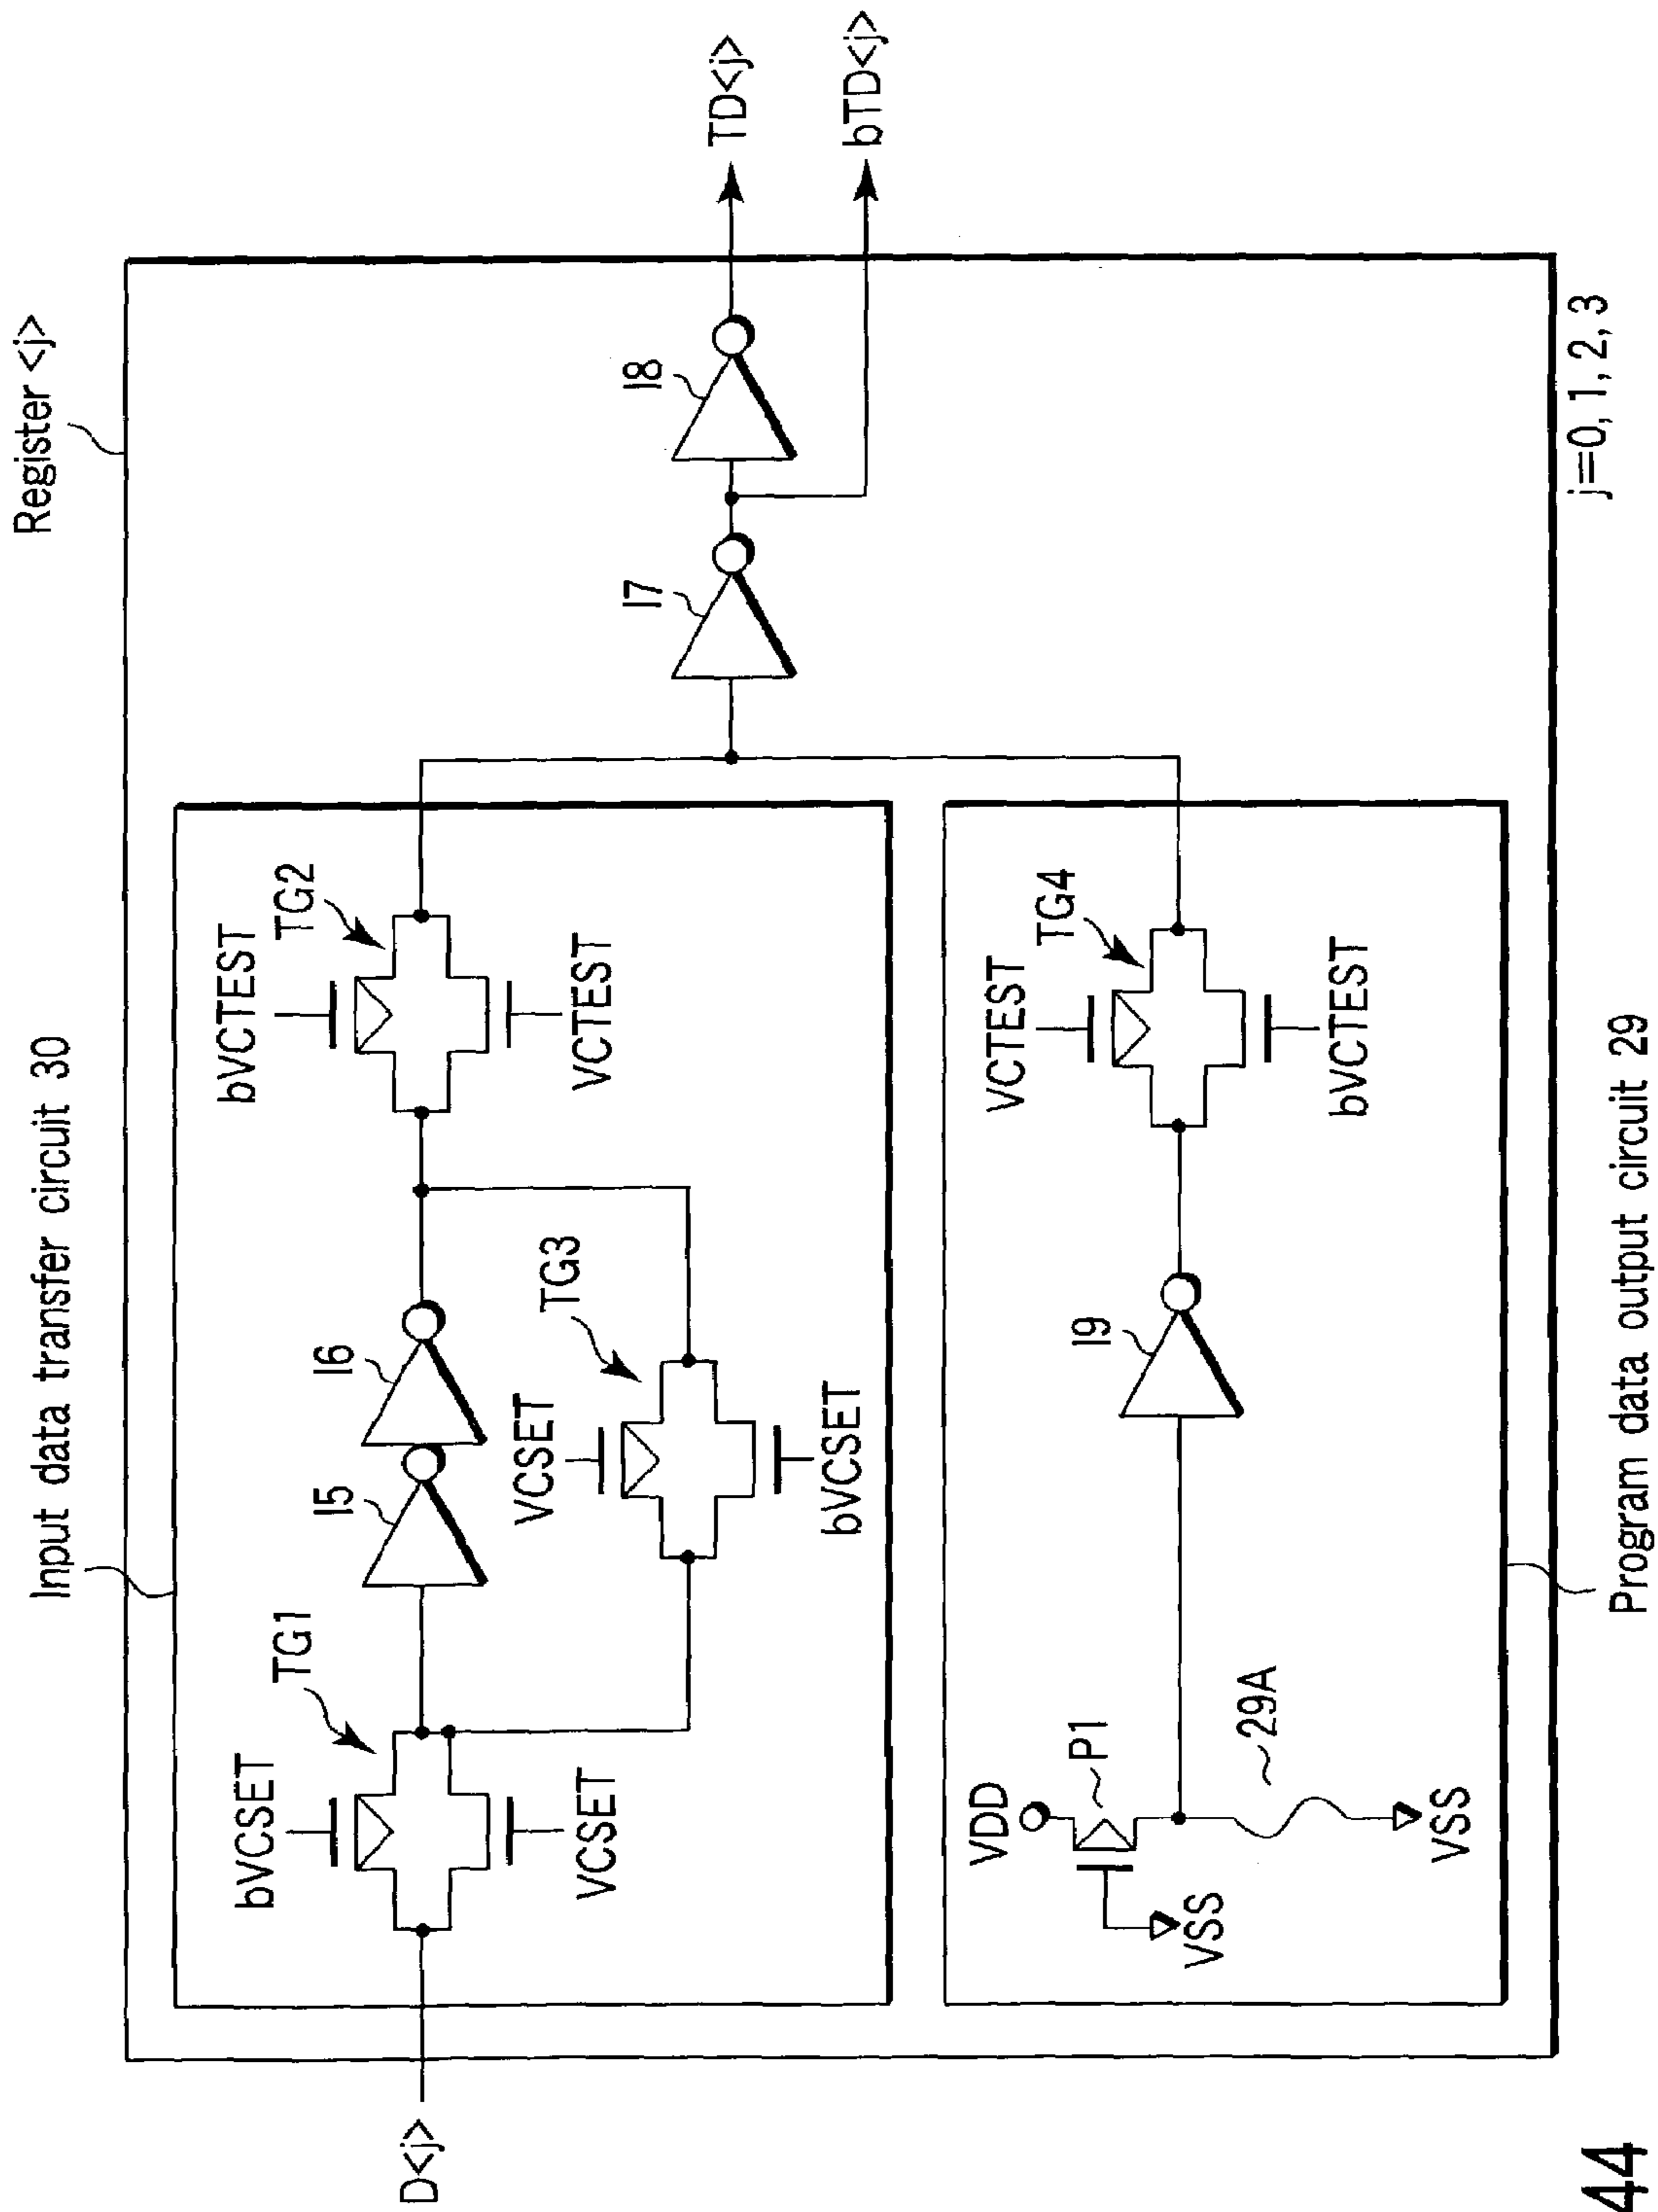 Register <j>
Input data transfer circuit 30
bVCSET
TG1
VCSET
I5
I6
VCSET
TG3
bVCSET
bVCTEST
TG2
VCTEST
D<j>
I7
I8
TD<j>
bTD<j>
VDD
P1
VSS
29A
VSS
I9
VCTEST
TG4
bVCTEST
Program data output circuit 29
j=0, 1, 2, 3
44